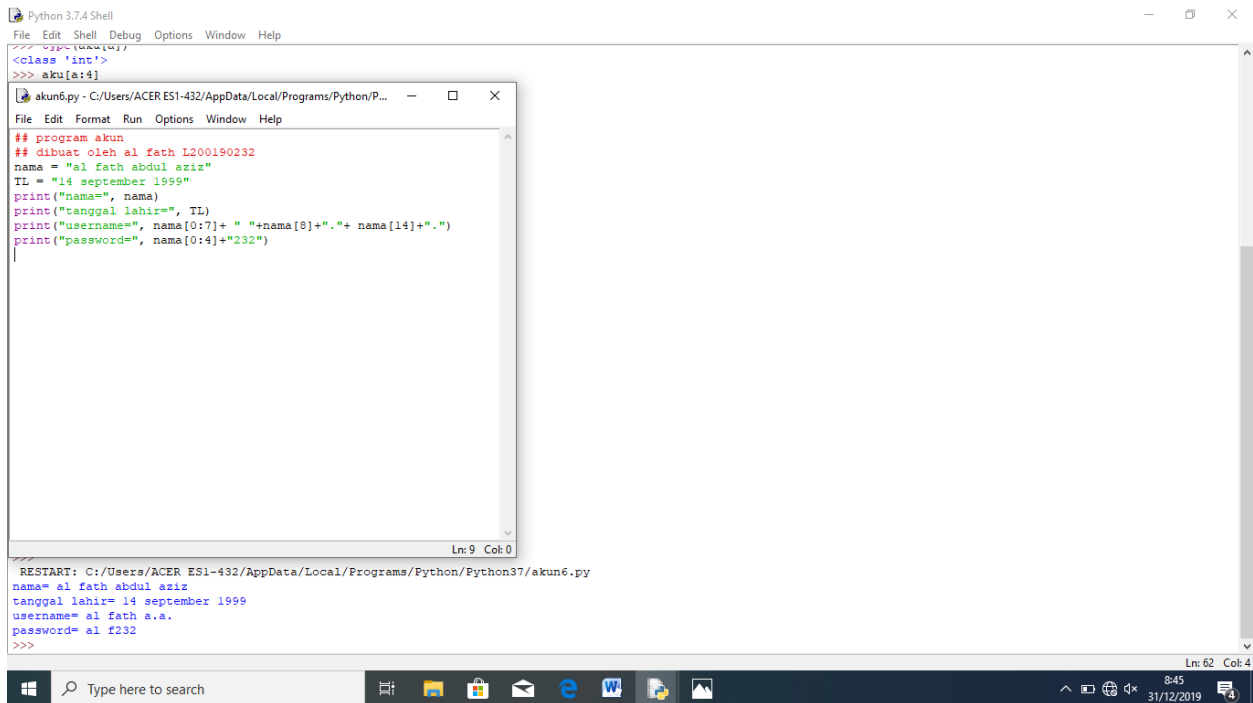 Python 3.7.4 Shell
File Edit Shell Debug Options Window Help
>>> type(aku[a])
<class 'int'>
>>> aku[a:4]
akun6.py - C:/Users/ACER ES1-432/AppData/Local/Programs/Python/P...
File Edit Format Run Options Window Help
## program akun
## dibuat oleh al fath L200190232
nama = "al fath abdul aziz"
TL = "14 september 1999"
print("nama=", nama)
print("tanggal lahir=", TL)
print("username=", nama[0:7]+ " "+nama[8]+"."+ nama[14]+".")
print("password=", nama[0:4]+"232")
Ln: 9 Col: 0
>>>
RESTART: C:/Users/ACER ES1-432/AppData/Local/Programs/Python/Python37/akun6.py
nama= al fath abdul aziz
tanggal lahir= 14 september 1999
username= al fath a.a.
password= al f232
>>>
Ln: 62 Col: 4
Type here to search
8:45
31/12/2019
4